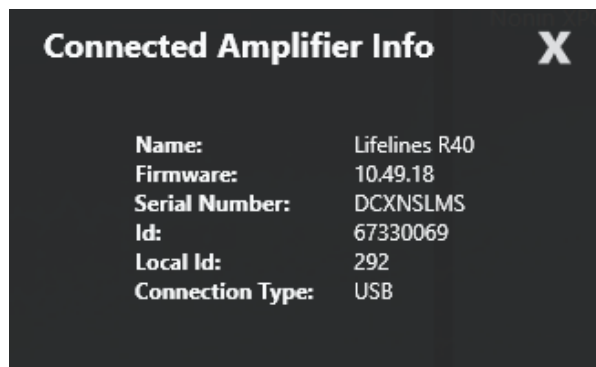 Connected Amplifier Info X
Name: Lifelines R40
Firmware: 10.49.18
Serial Number: DCXNSLMS
Id: 67330069
Local Id: 292
Connection Type: USB